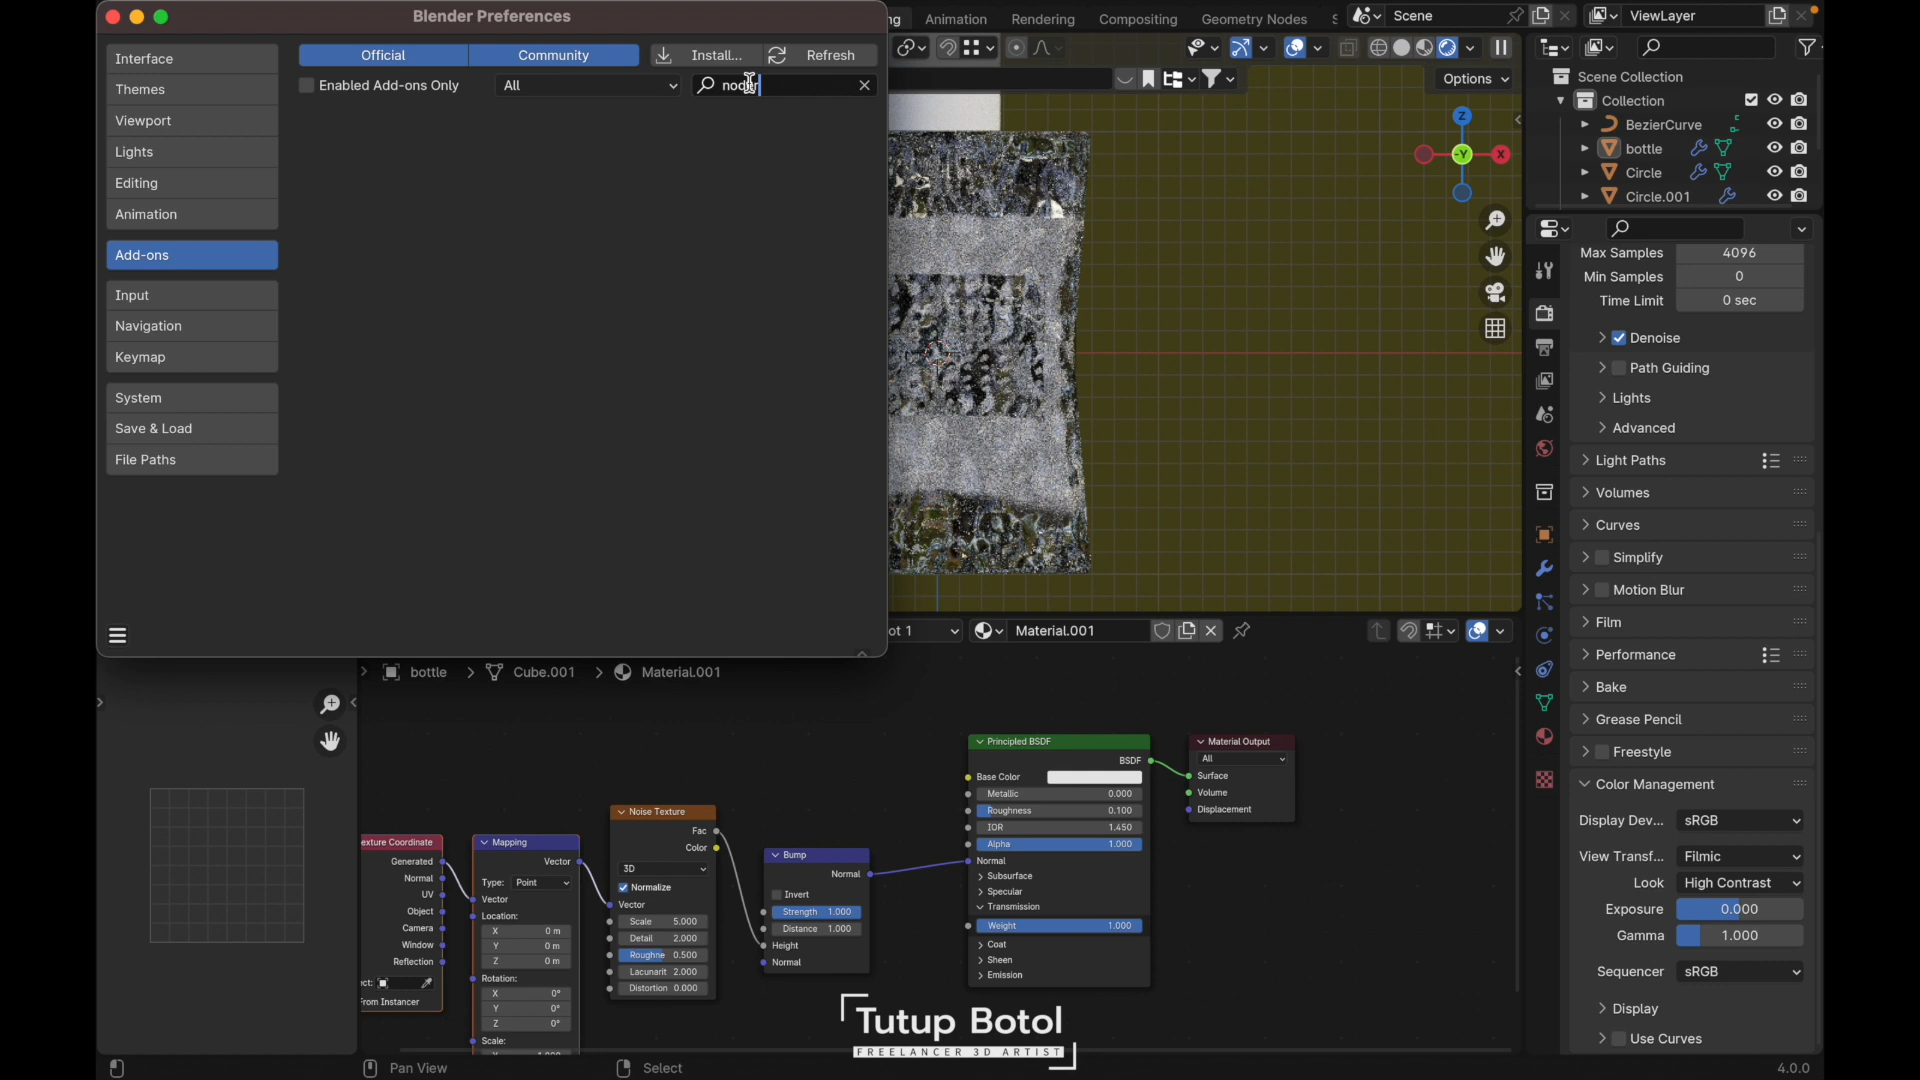 Blender Preferences
Interface
Themes
Viewport
Lights
Editing
Animation
Add-ons
Input
Navigation
Keymap
System
Save & Load
File Paths
Official
Community
Install...
Refresh
Enabled Add-ons Only
All
Animation
Rendering
Compositing
Geometry Nodes
Scene
ViewLayer
Options
Z
-Y
X
Scene Collection
Collection
BezierCurve
bottle
Circle
Circle.001
Max Samples 4096
Min Samples 0
Time Limit 0 sec
Denoise
Path Guiding
Lights
Advanced
Light Paths
Volumes
Curves
Simplify
Motion Blur
Film
Performance
Bake
Grease Pencil
Freestyle
Color Management
Display Dev... sRGB
View Transf... Filmic
Look High Contrast
Exposure 0.000
Gamma 1.000
Sequencer sRGB
Display
Use Curves
ot 1
Material.001
bottle > Cube.001 > Material.001
exture Coordinate
Generated
Normal
UV
Object
Camera
Window
Reflection
ect:
From Instancer
Mapping
Vector
Type: Point
Vector
Location:
X 0 m
Y 0 m
Z 0 m
Rotation:
X 0°
Y 0°
Z 0°
Scale:
Noise Texture
Fac
Color
3D
Normalize
Vector
Scale 5.000
Detail 2.000
Roughne 0.500
Lacunarit 2.000
Distortion 0.000
Bump
Normal
Invert
Strength 1.000
Distance 1.000
Height
Normal
Principled BSDF
BSDF
Base Color
Metallic 0.000
Roughness 0.100
IOR 1.450
Alpha 1.000
Normal
Subsurface
Specular
Transmission
Weight 1.000
Coat
Sheen
Emission
Material Output
All
Surface
Volume
Displacement
Tutup Botol
FREELANCER 3D ARTIST
Pan View
Select
4.0.0